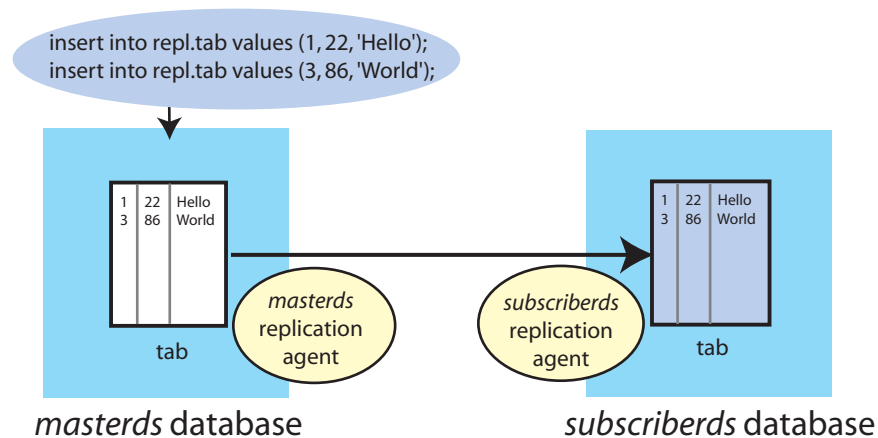 insert into repl.tab values (1, 22, 'Hello');
insert into repl.tab values (3, 86, 'World');
1 22 Hello
3 86 World
tab
masterds
replication
agent
masterds database
subscriberds
replication
agent
1 22 Hello
3 86 World
tab
subscriberds database